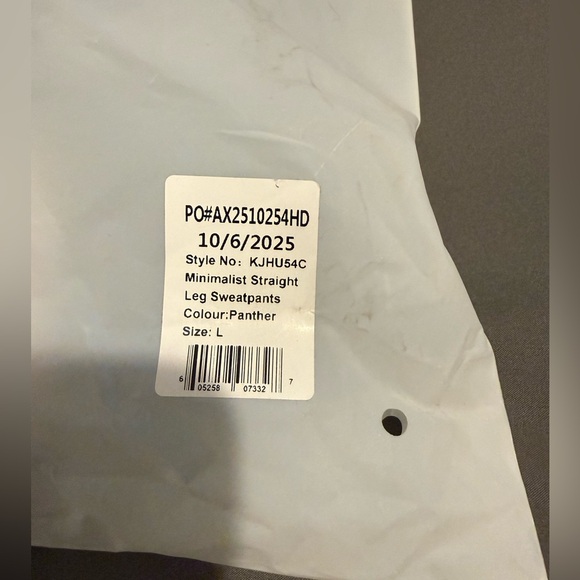 PO#AX2510254HD
10/6/2025
Style No: KJHU54C
Minimalist Straight
Leg Sweatpants
Colour:Panther
Size: L
6 05258 07332 7